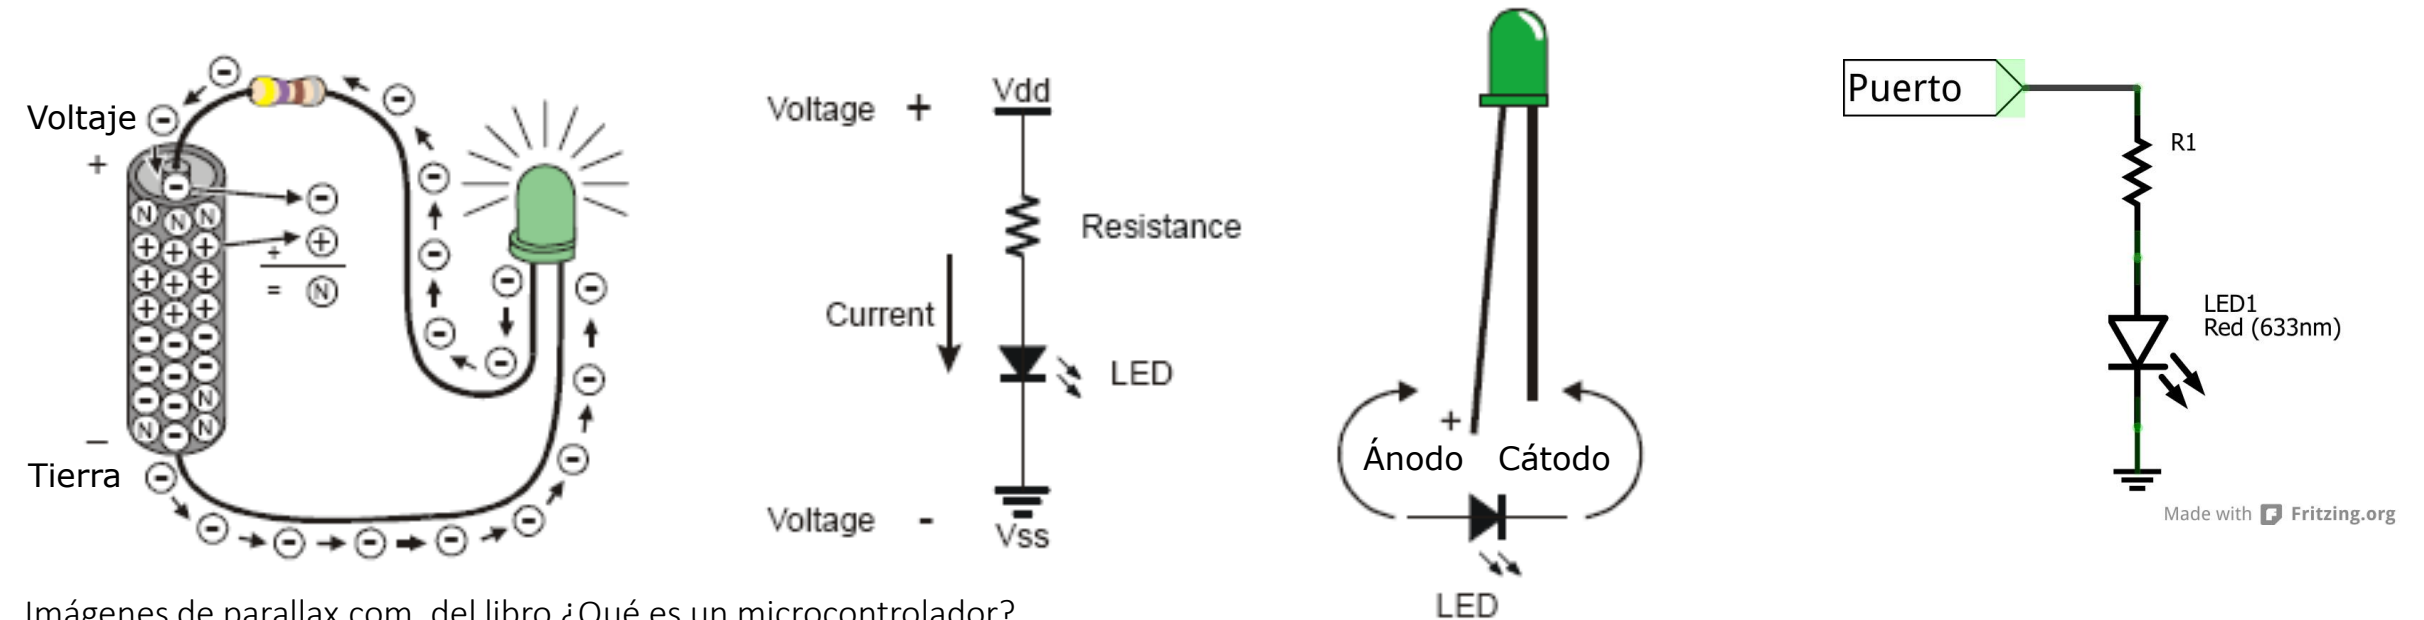 Voltaje
+
-
+
+
= N
–
Tierra
Voltage +
Vdd
Resistance
Current
LED
Voltage -
Vss
+
Ánodo Cátodo
LED
Puerto
R1
LED1
Red (633nm)
Made with Fritzing.org
Imágenes de parallax.com, del libro ¿Qué es un microcontrolador?